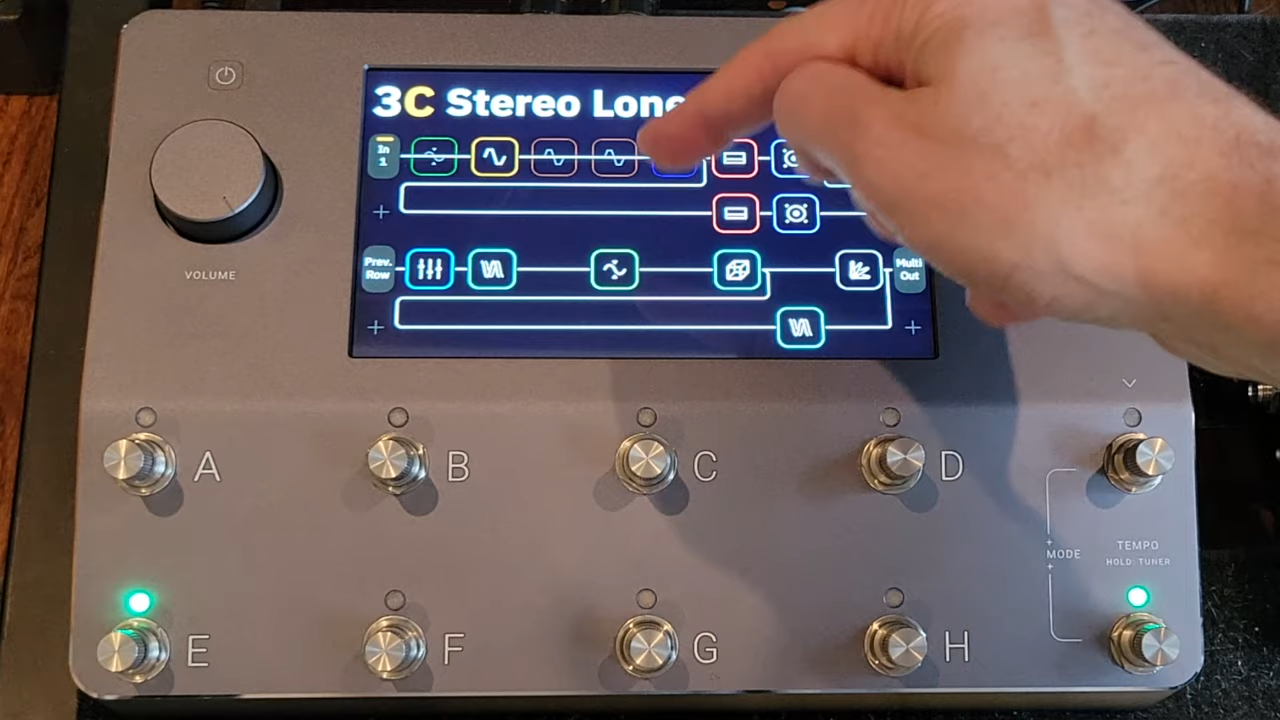 3C Stereo Lone
In
1
Prev.
Row
Multi
Out
VOLUME
A
B
C
D
MODE
TEMPO
HOLD: TUNER
E
F
G
H